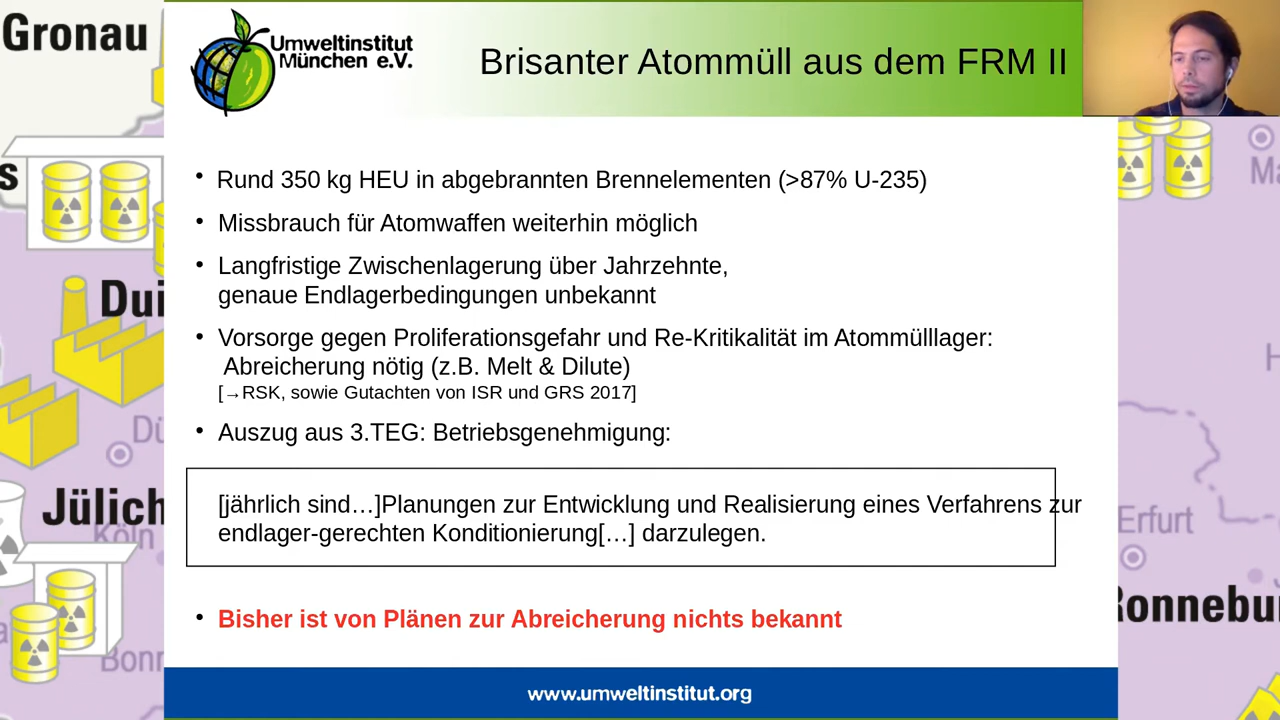 Gronau
Umweltinstitut
München e.V.
Brisanter Atommüll aus dem FRM II
s
Ma
• Rund 350 kg HEU in abgebrannten Brennelementen (>87% U-235)
• Missbrauch für Atomwaffen weiterhin möglich
• Langfristige Zwischenlagerung über Jahrzehnte,
genaue Endlagerbedingungen unbekannt
Dui
• Vorsorge gegen Proliferationsgefahr und Re-Kritikalität im Atommülllager:
Abreicherung nötig (z.B. Melt & Dilute)
[→RSK, sowie Gutachten von ISR und GRS 2017]
H
• Auszug aus 3.TEG: Betriebsgenehmigung:
Dü
[jährlich sind…]Planungen zur Entwicklung und Realisierung eines Verfahrens zur
endlager-gerechten Konditionierung[…] darzulegen.
Jülich
Köln
Erfurt
Ronnebu
• Bisher ist von Plänen zur Abreicherung nichts bekannt
Bonn
www.umweltinstitut.org